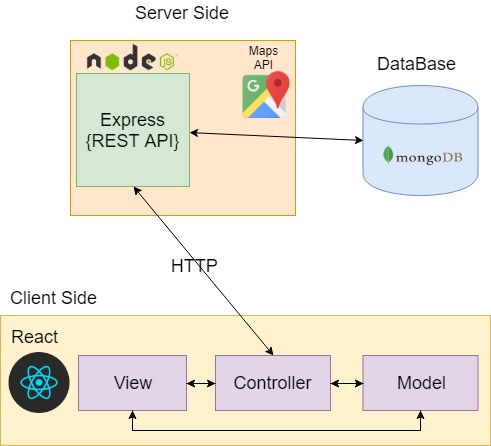 Server Side
node
JS
Maps
API
G
DataBase
Express
{REST API}
mongoDB
HTTP
Client Side
React
View
Controller
Model